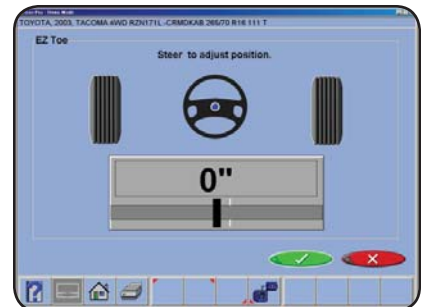 TOYOTA, 2003, TACOMA 4WD RZN171L -CRMDKAB 265/70 R16 111 T
EZ Toe
Steer to adjust position.
0"
?